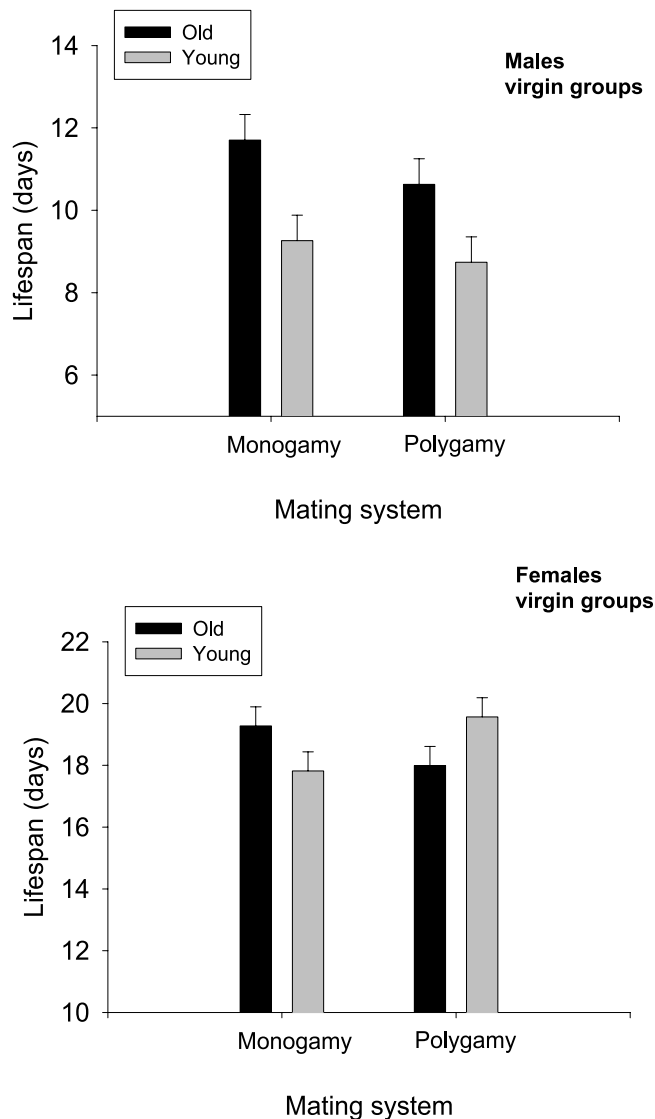 Old
Young
Males
virgin groups
14
12
10
8
6
Lifespan (days)
Monogamy
Polygamy
Mating system
Females
virgin groups
Old
Young
22
20
18
16
14
12
10
Lifespan (days)
Monogamy
Polygamy
Mating system